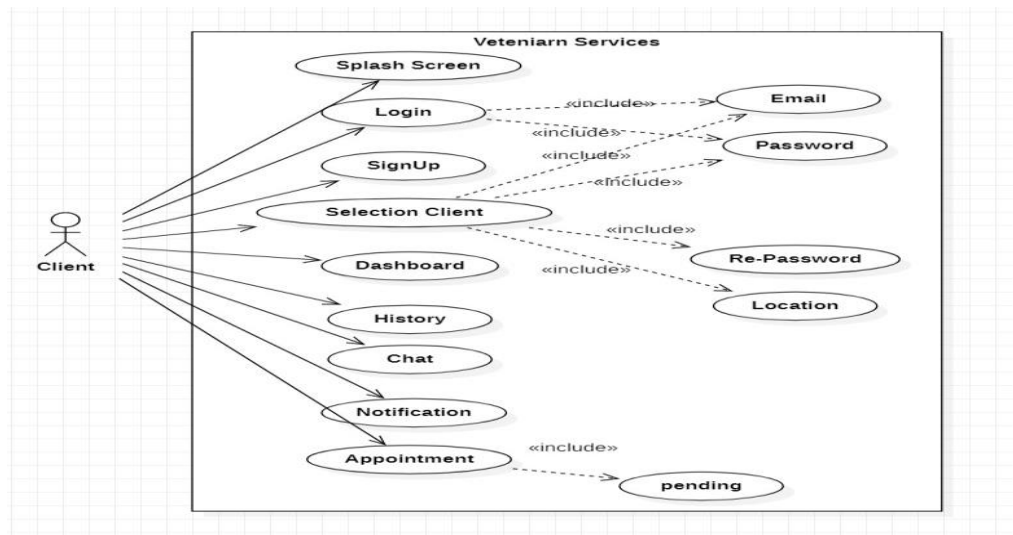 Veteniarn Services
Splash Screen
Login
«include»
Email
«include»
Password
«include»
SignUp
«include»
Selection Client
«include»
Re-Password
Client
Dashboard
«include»
Location
History
Chat
Notification
Appointment
«include»
pending